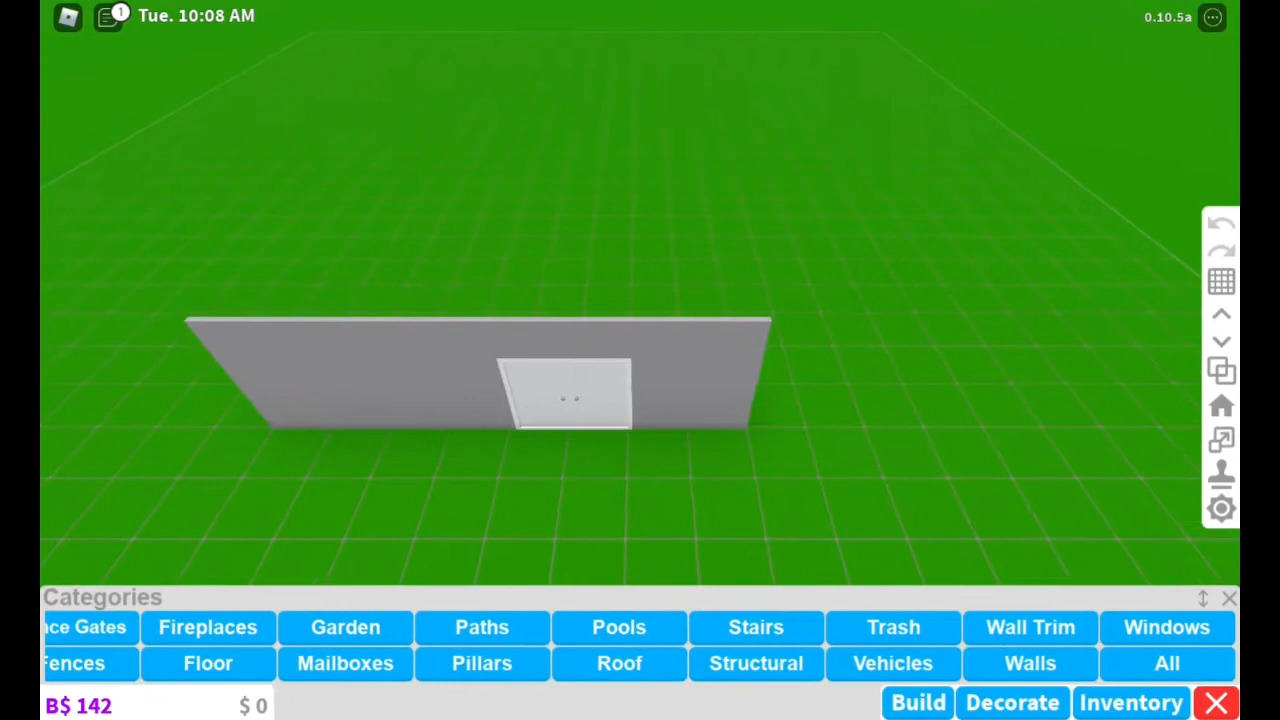 1
Tue. 10:08 AM
0.10.5a
Categories
nce Gates
Fireplaces
Garden
Paths
Pools
Stairs
Trash
Wall Trim
Windows
Fences
Floor
Mailboxes
Pillars
Roof
Structural
Vehicles
Walls
All
B$ 142
$ 0
Build
Decorate
Inventory